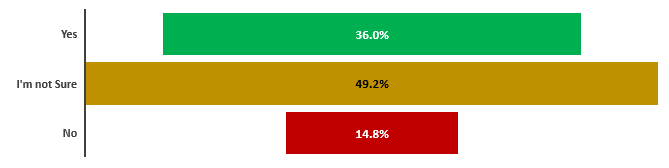 Yes 36.0%
I'm not Sure 49.2%
No 14.8%